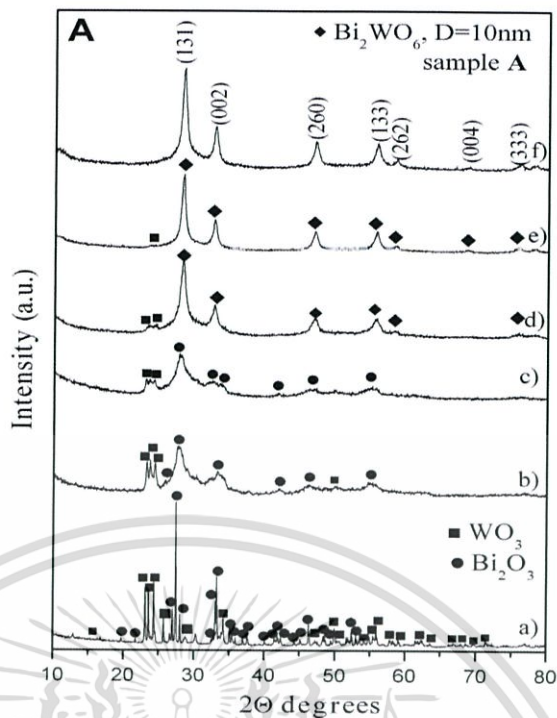 A
◆ Bi₂WO₆, D=10nm
sample A
(131)
(002)
(260)
(133)
(262)
(004)
(333)
f)
e)
d)
c)
b)
■ WO₃
● Bi₂O₃
a)
Intensity (a.u.)
10 20 30 40 50 60 70 80
2Θ degrees